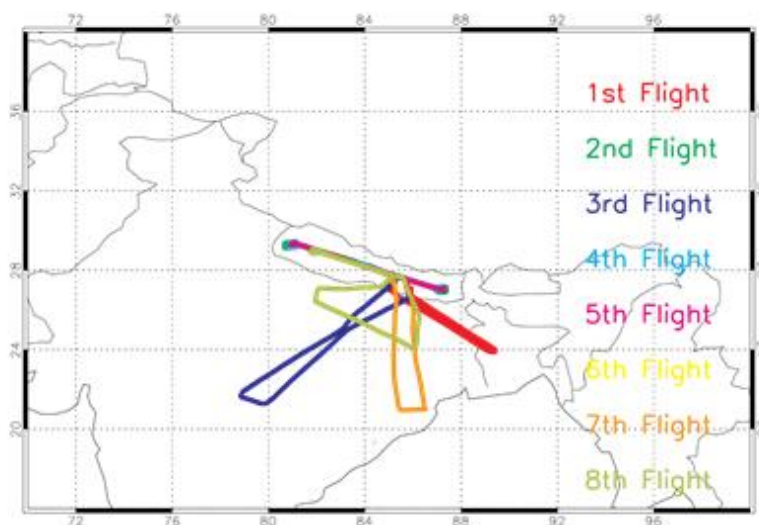 72 76 80 84 88 92 96
1st Flight
36
2nd Flight
32
3rd Flight
28
4th Flight
5th Flight
24
6th Flight
20
7th Flight
8th Flight
72 76 80 84 88 92 96